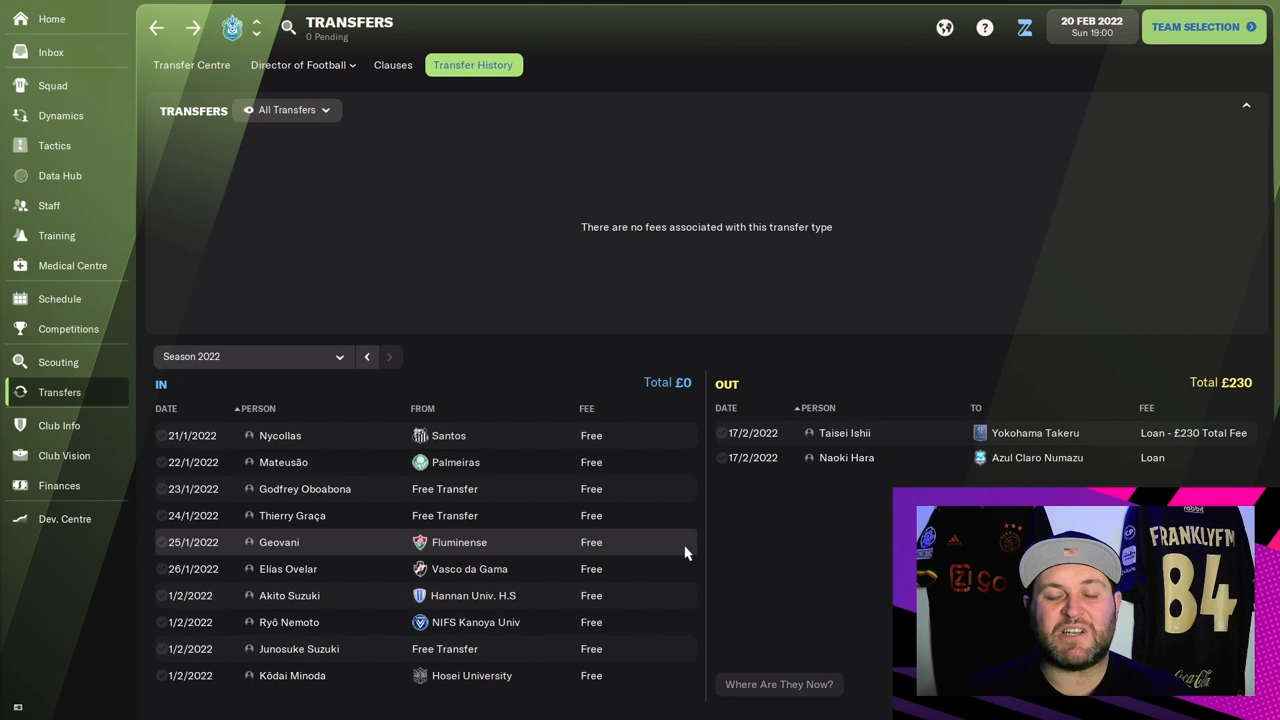 Home
Inbox
Squad
Dynamics
Tactics
Data Hub
Staff
Training
Medical Centre
Schedule
Competitions
Scouting
Transfers
Club Info
Club Vision
Finances
Dev. Centre
TRANSFERS
0 Pending
20 FEB 2022
Sun 19:00
TEAM SELECTION
Transfer Centre Director of Football Clauses Transfer History
TRANSFERS All Transfers
There are no fees associated with this transfer type
Season 2022
IN Total £0
DATE PERSON FROM FEE
21/1/2022 Nycollas Santos Free
22/1/2022 Mateusão Palmeiras Free
23/1/2022 Godfrey Oboabona Free Transfer Free
24/1/2022 Thierry Graça Free Transfer Free
25/1/2022 Geovani Fluminense Free
26/1/2022 Elías Ovelar Vasco da Gama Free
1/2/2022 Akito Suzuki Hannan Univ. H.S Free
1/2/2022 Ryō Nemoto NIFS Kanoya Univ Free
1/2/2022 Junosuke Suzuki Free Transfer Free
1/2/2022 Kōdai Minoda Hosei University Free
OUT Total £230
DATE PERSON TO FEE
17/2/2022 Taisei Ishii Yokohama Takeru Loan - £230 Total Fee
17/2/2022 Naoki Hara Azul Claro Numazu Loan
Where Are They Now?
rabbit
FRANKLYFM
84
Coca-Cola